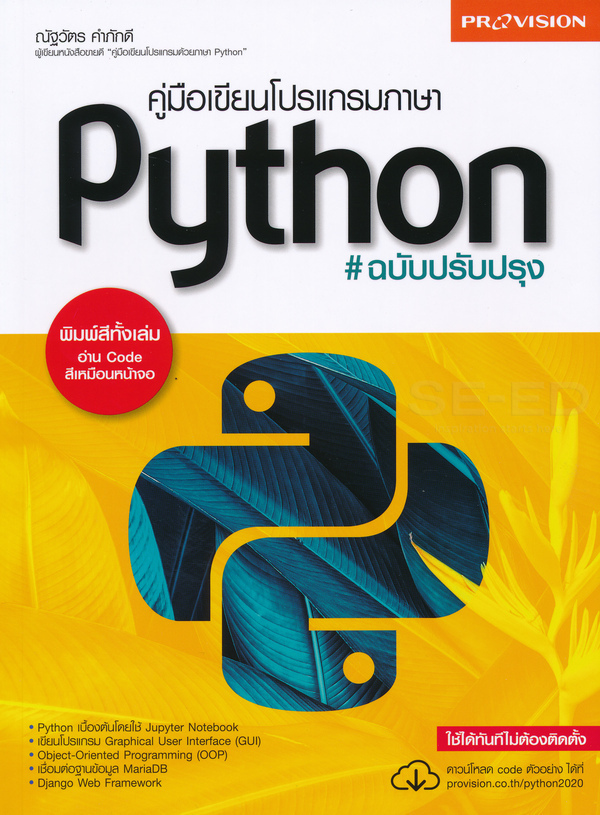 PROVISION
ณัฐวัตร คำภักดี
ผู้เขียนหนังสือขายดี "คู่มือเขียนโปรแกรมด้วยภาษา Python"
คู่มือเขียนโปรแกรมภาษา
Python
#ฉบับปรับปรุง
พิมพ์สีทั้งเล่ม
อ่าน Code
สีเหมือนหน้าจอ
SE-ED
• Python เบื้องต้นโดยใช้ Jupyter Notebook
• เขียนโปรแกรม Graphical User Interface (GUI)
• Object-Oriented Programming (OOP)
• เชื่อมต่อฐานข้อมูล MariaDB
• Django Web Framework
ใช้ได้ทันทีไม่ต้องติดตั้ง
ดาวน์โหลด code ตัวอย่าง ได้ที่
provision.co.th/python2020